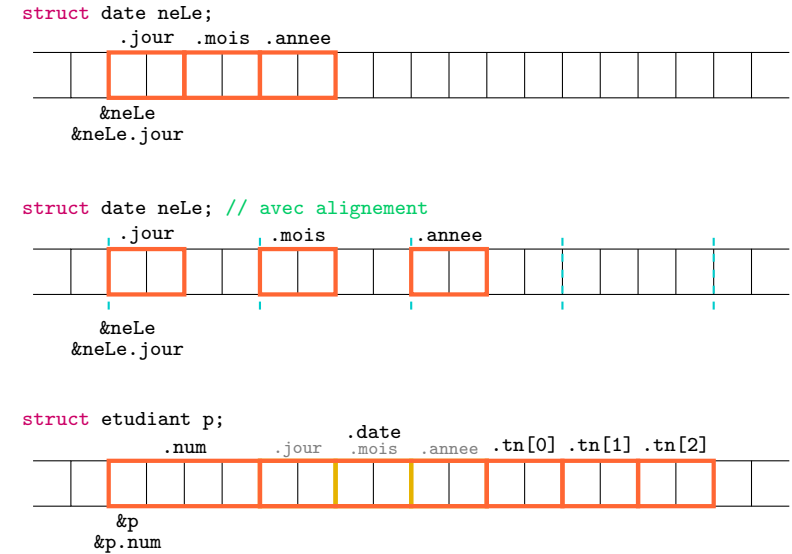 struct date neLe;
.jour .mois .annee
&neLe
&neLe.jour
struct date neLe; // avec alignement
.jour .mois .annee
&neLe
&neLe.jour
struct etudiant p;
.date
.num .jour .mois .annee .tn[0] .tn[1] .tn[2]
&p
&p.num